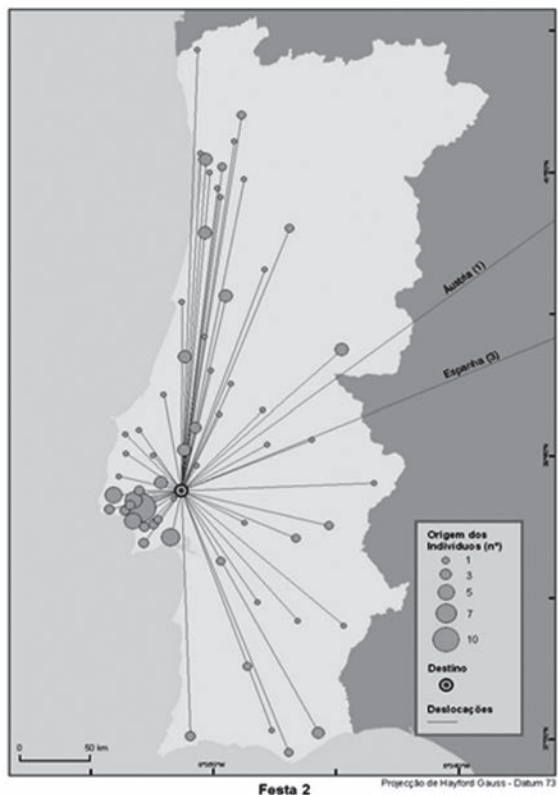 Áustria (1)
Espanha (3)
Origem dos
Indivíduos (nº)
1
3
5
7
10
Destino
Deslocações
0
50 km
Festa 2
Projecção de Hayford Gauss - Datum 73